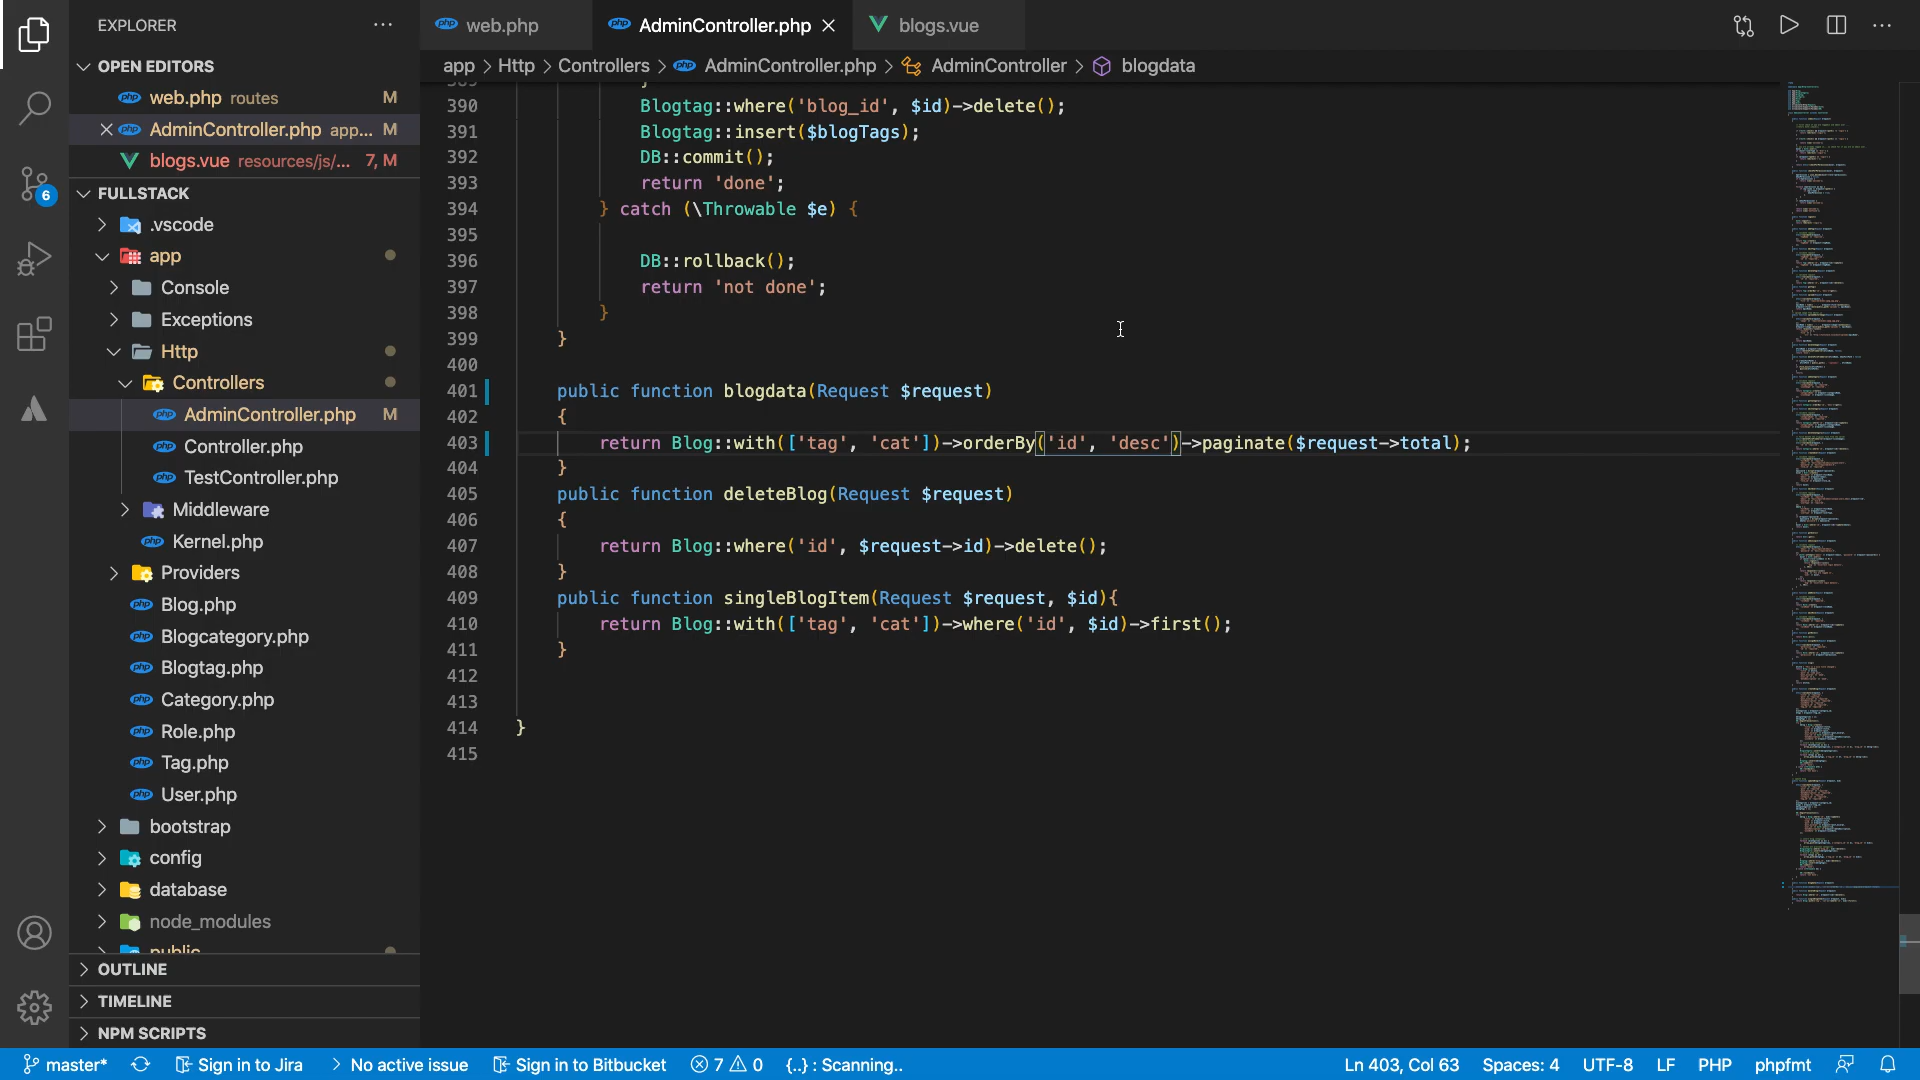 EXPLORER
OPEN EDITORS
web.php routes M
AdminController.php app... M
blogs.vue resources/js/... 7, M
FULLSTACK
.vscode
app
Console
Exceptions
Http
Controllers
AdminController.php M
Controller.php
TestController.php
Middleware
Kernel.php
Providers
Blog.php
Blogcategory.php
Blogtag.php
Category.php
Role.php
Tag.php
User.php
bootstrap
config
database
node_modules
public
OUTLINE
TIMELINE
NPM SCRIPTS
6
web.php
AdminController.php
blogs.vue
app > Http > Controllers > AdminController.php > AdminController > blogdata
389 }
390 Blogtag::where('blog_id', $id)->delete();
391 Blogtag::insert($blogTags);
392 DB::commit();
393 return 'done';
394 } catch (\Throwable $e) {
395
396 DB::rollback();
397 return 'not done';
398 }
399 }
400
401 public function blogdata(Request $request)
402 {
403 return Blog::with(['tag', 'cat'])->orderBy('id', 'desc')->paginate($request->total);
404 }
405 public function deleteBlog(Request $request)
406 {
407 return Blog::where('id', $request->id)->delete();
408 }
409 public function singleBlogItem(Request $request, $id){
410 return Blog::with(['tag', 'cat'])->where('id', $id)->first();
411 }
412
413
414 }
415
master* Sign in to Jira > No active issue Sign in to Bitbucket 7 0 {..} : Scanning.. Ln 403, Col 63 Spaces: 4 UTF-8 LF PHP phpfmt